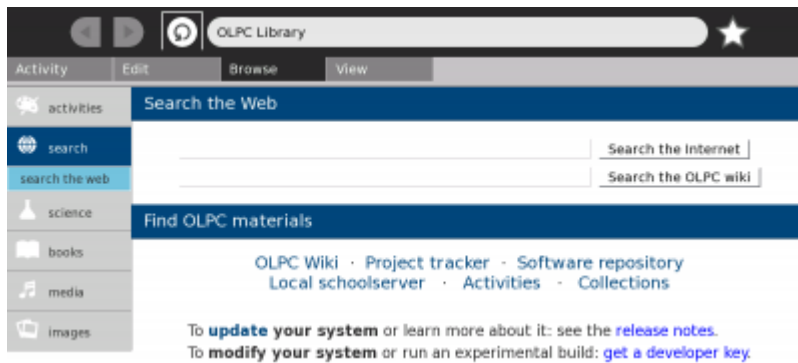 OLPC Library
Activity Edit Browse View
activities
search
search the web
science
books
media
images
Search the Web
Search the Internet
Search the OLPC wiki
Find OLPC materials
OLPC Wiki · Project tracker · Software repository
Local schoolserver · Activities · Collections
To update your system or learn more about it: see the release notes.
To modify your system or run an experimental build: get a developer key.